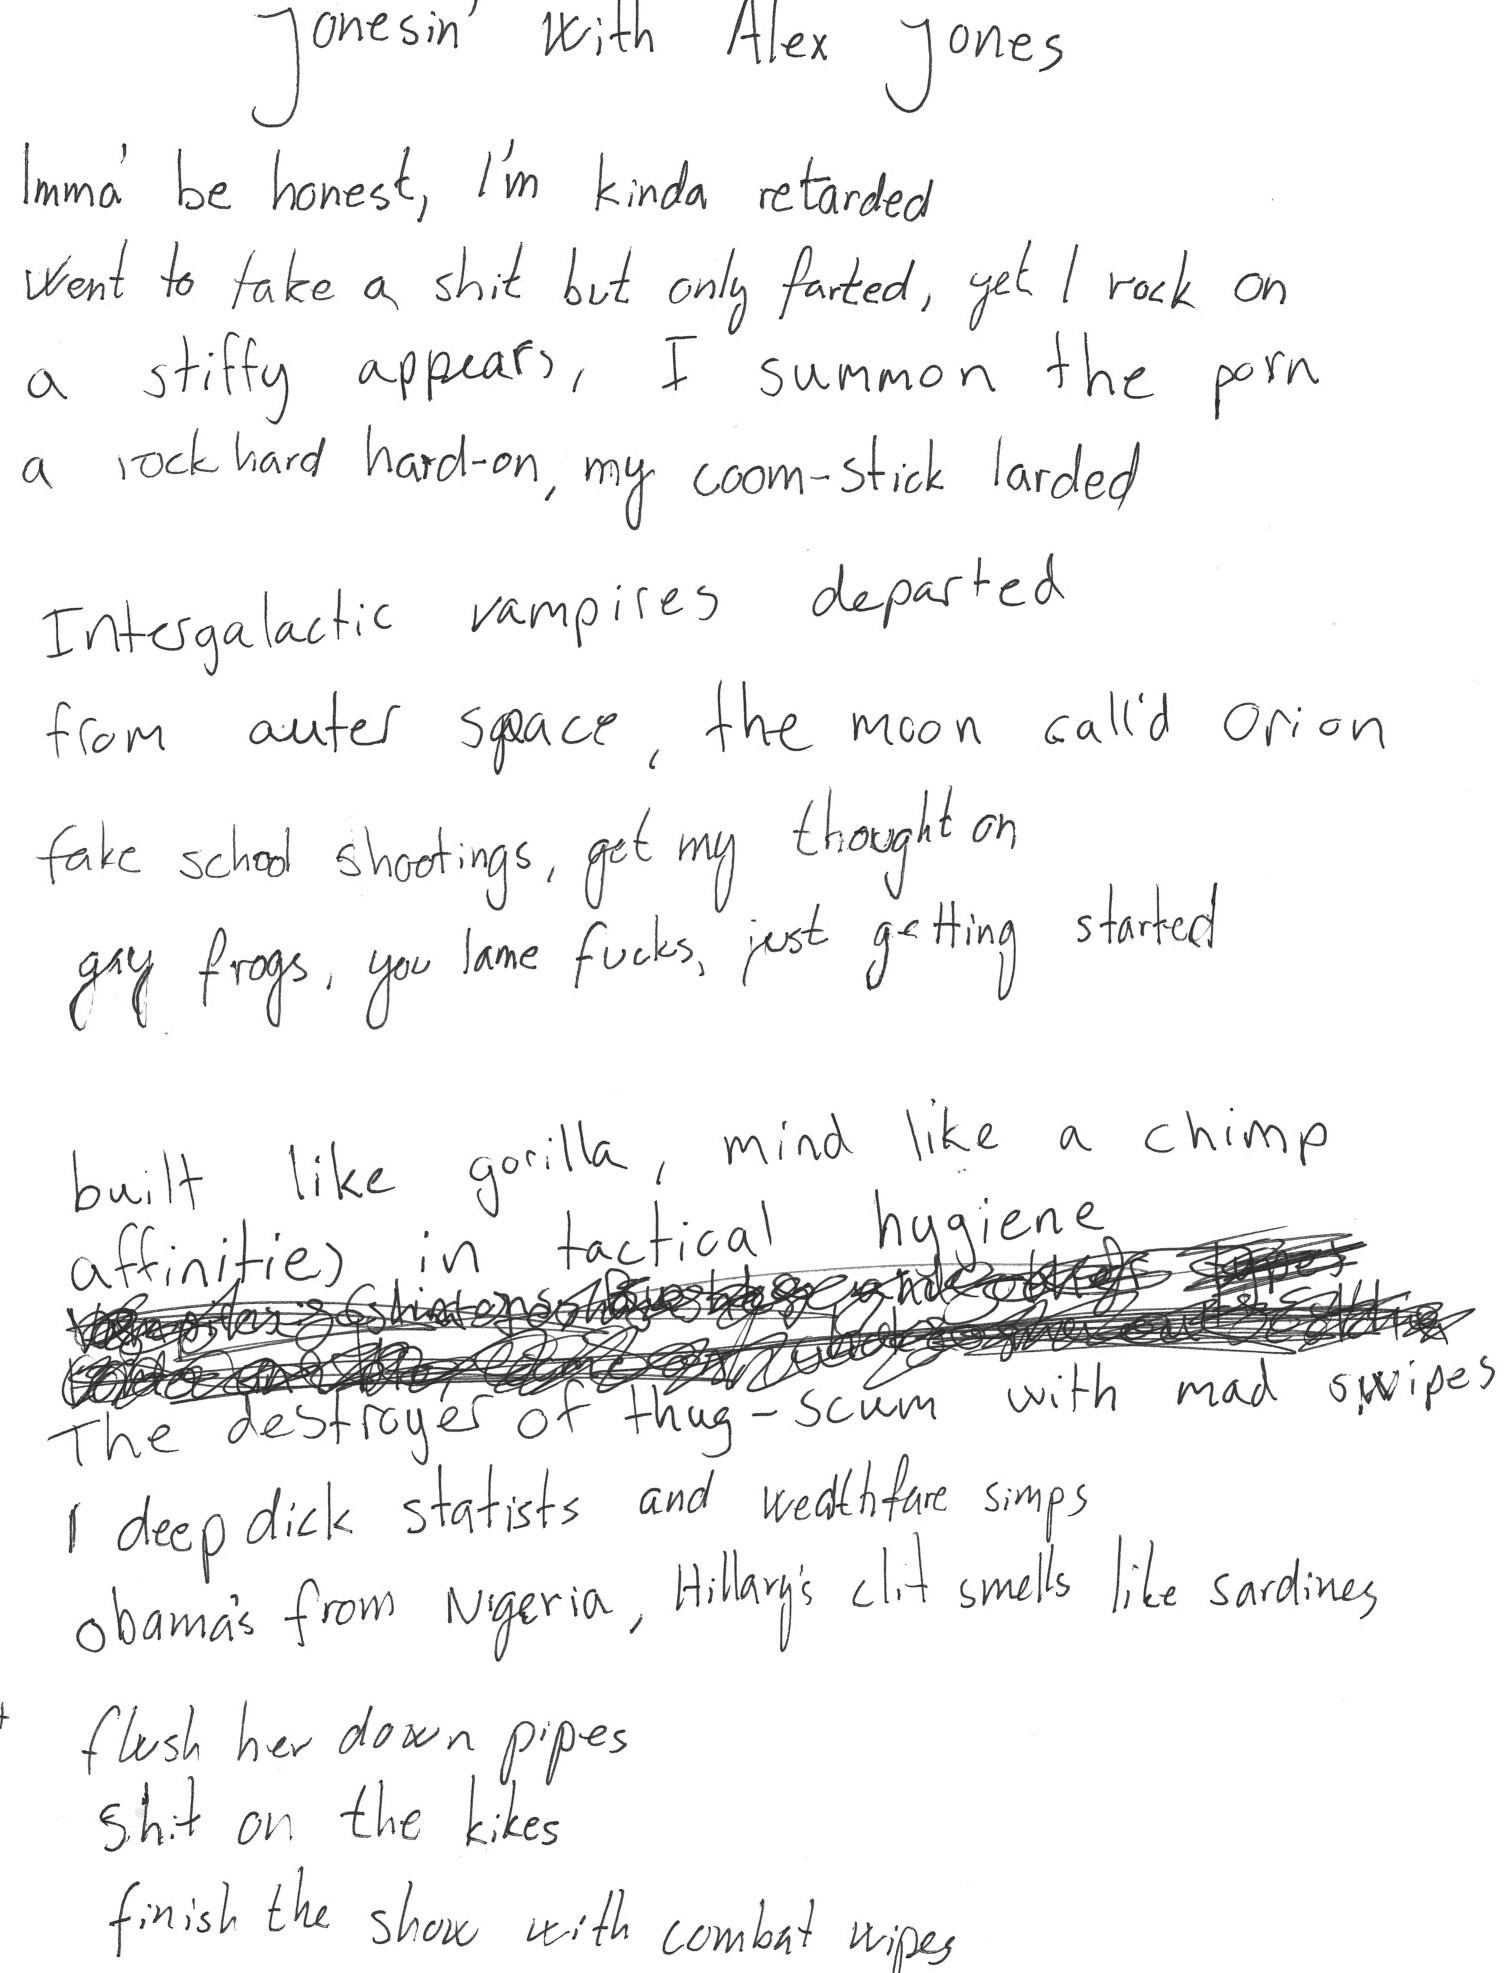 Jonesin' with Alex Jones
Imma' be honest, I'm kinda retarded
Went to take a shit but only farted, yet I rock on
a stiffy appears, I summon the porn
a rock hard hard-on, my coom-stick larded
Intergalactic vampires departed
from auter space, the moon call'd Orion
fake school shootings, get my thought on
gay frogs, you lame fucks, just getting started
built like gorilla, mind like a chimp
affinities in tactical hygiene
The destroyer of thug-scum with mad swipes
I deep dick statists and wealthfare simps
Obama's from Nigeria, Hillary's clit smells like sardines
flush her down pipes
shit on the kikes
finish the show with combat wipes